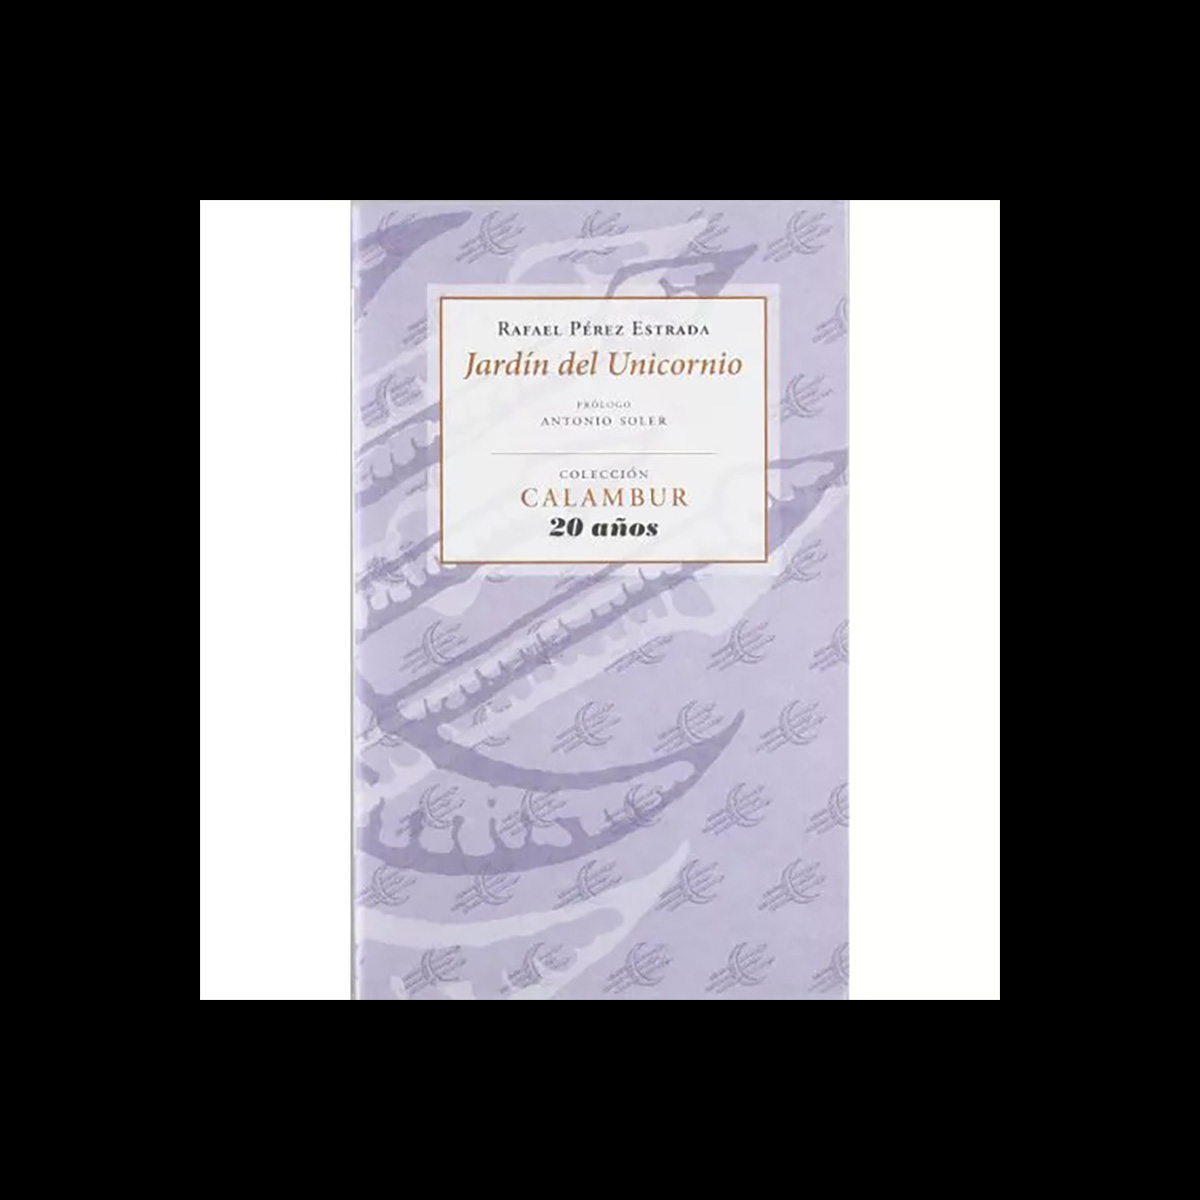 RAFAEL PÉREZ ESTRADA
Jardín del Unicornio
PRÓLOGO
ANTONIO SOLER
COLECCIÓN
CALAMBUR
20 años